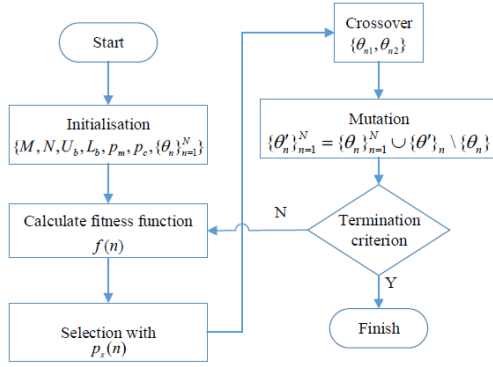 Start
Initialisation
{M, N, U_b, L_b, p_m, p_c, {θ_n}_{n=1}^N}
Calculate fitness function
f(n)
Selection with
p_s(n)
Crossover
{θ_{n1}, θ_{n2}}
Mutation
{θ'_n}_{n=1}^N = {θ_n}_{n=1}^N ∪ {θ'}_n \ {θ_n}
Termination
criterion
N
Y
Finish